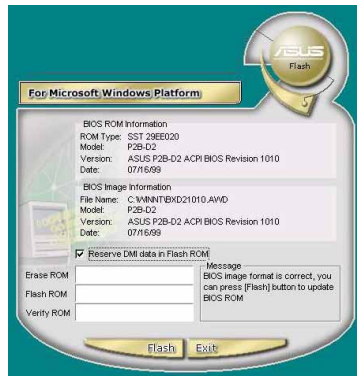 ASUS
Flash
For Microsoft Windows Platform
BIOS ROM Information
ROM Type: SST 29EE020
Model: P2B-D2
Version: ASUS P2B-D2 ACPI BIOS Revision 1010
Date: 07/16/99
BIOS Image Information
File Name: C:\WINNT\BXD21010.AWD
Model: P2B-D2
Version: ASUS P2B-D2 ACPI BIOS Revision 1010
Date: 07/16/99
Reserve DMI data in Flash ROM
Erase ROM
Flash ROM
Verify ROM
Message
BIOS image format is correct, you
can press [Flash] button to update
BIOS ROM
Flash Exit